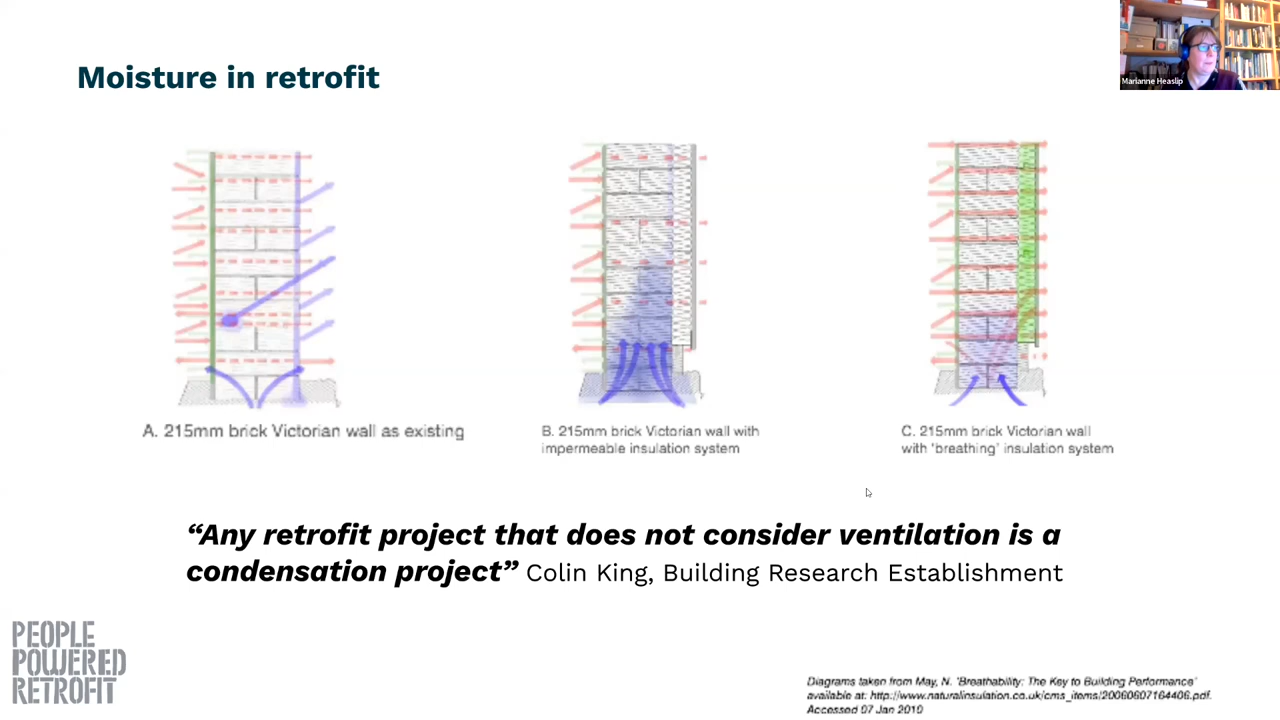 Moisture in retrofit
Marianne Heaslip
A. 215mm brick Victorian wall as existing
B. 215mm brick Victorian wall with
impermeable insulation system
C. 215mm brick Victorian wall
with 'breathing' insulation system
“Any retrofit project that does not consider ventilation is a
condensation project” Colin King, Building Research Establishment
PEOPLE
POWERED
RETROFIT
Diagrams taken from May, N. 'Breathability: The Key to Building Performance'
available at: http://www.naturalinsulation.co.uk/cms_items/20060607164406.pdf.
Accessed 07 Jan 2010